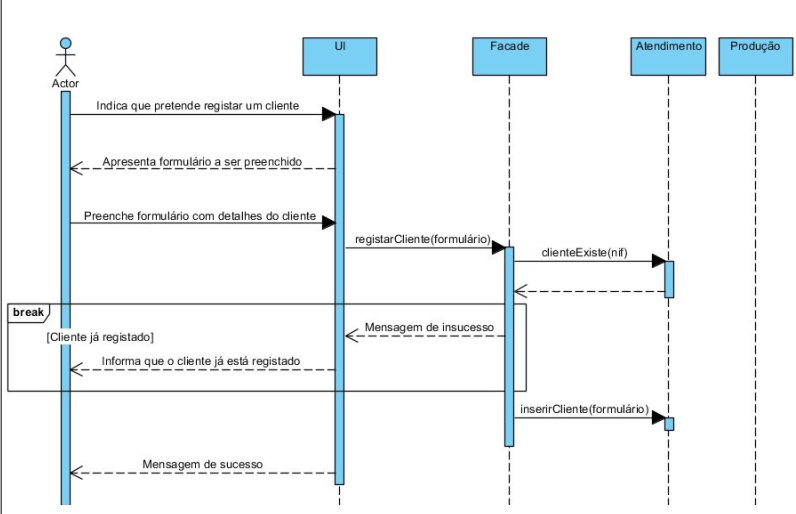 UI
Facade
Atendimento
Produção
Actor
Indica que pretende registar um cliente
Apresenta formulário a ser preenchido
Preenche formulário com detalhes do cliente
registarCliente(formulário)
clienteExiste(nif)
break
Mensagem de insucesso
[Cliente já registado]
Informa que o cliente já está registado
inserirCliente(formulário)
Mensagem de sucesso